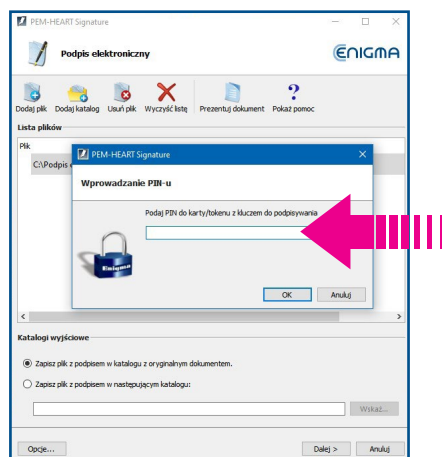 PEM-HEART Signature
Podpis elektroniczny
ENIGMA
Dodaj plik Dodaj katalog Usuń plik Wyczyść listę Prezentuj dokument Pokaż pomoc
Lista plików
Plik
C:\Podpis e
PEM-HEART Signature
Wprowadzanie PIN-u
Podaj PIN do karty/tokenu z kluczem do podpisywania
Enigma
OK Anuluj
Katalogi wyjściowe
Zapisz plik z podpisem w katalogu z oryginalnym dokumentem.
Zapisz plik z podpisem w następującym katalogu:
Wskaż...
Opcje... Dalej > Anuluj